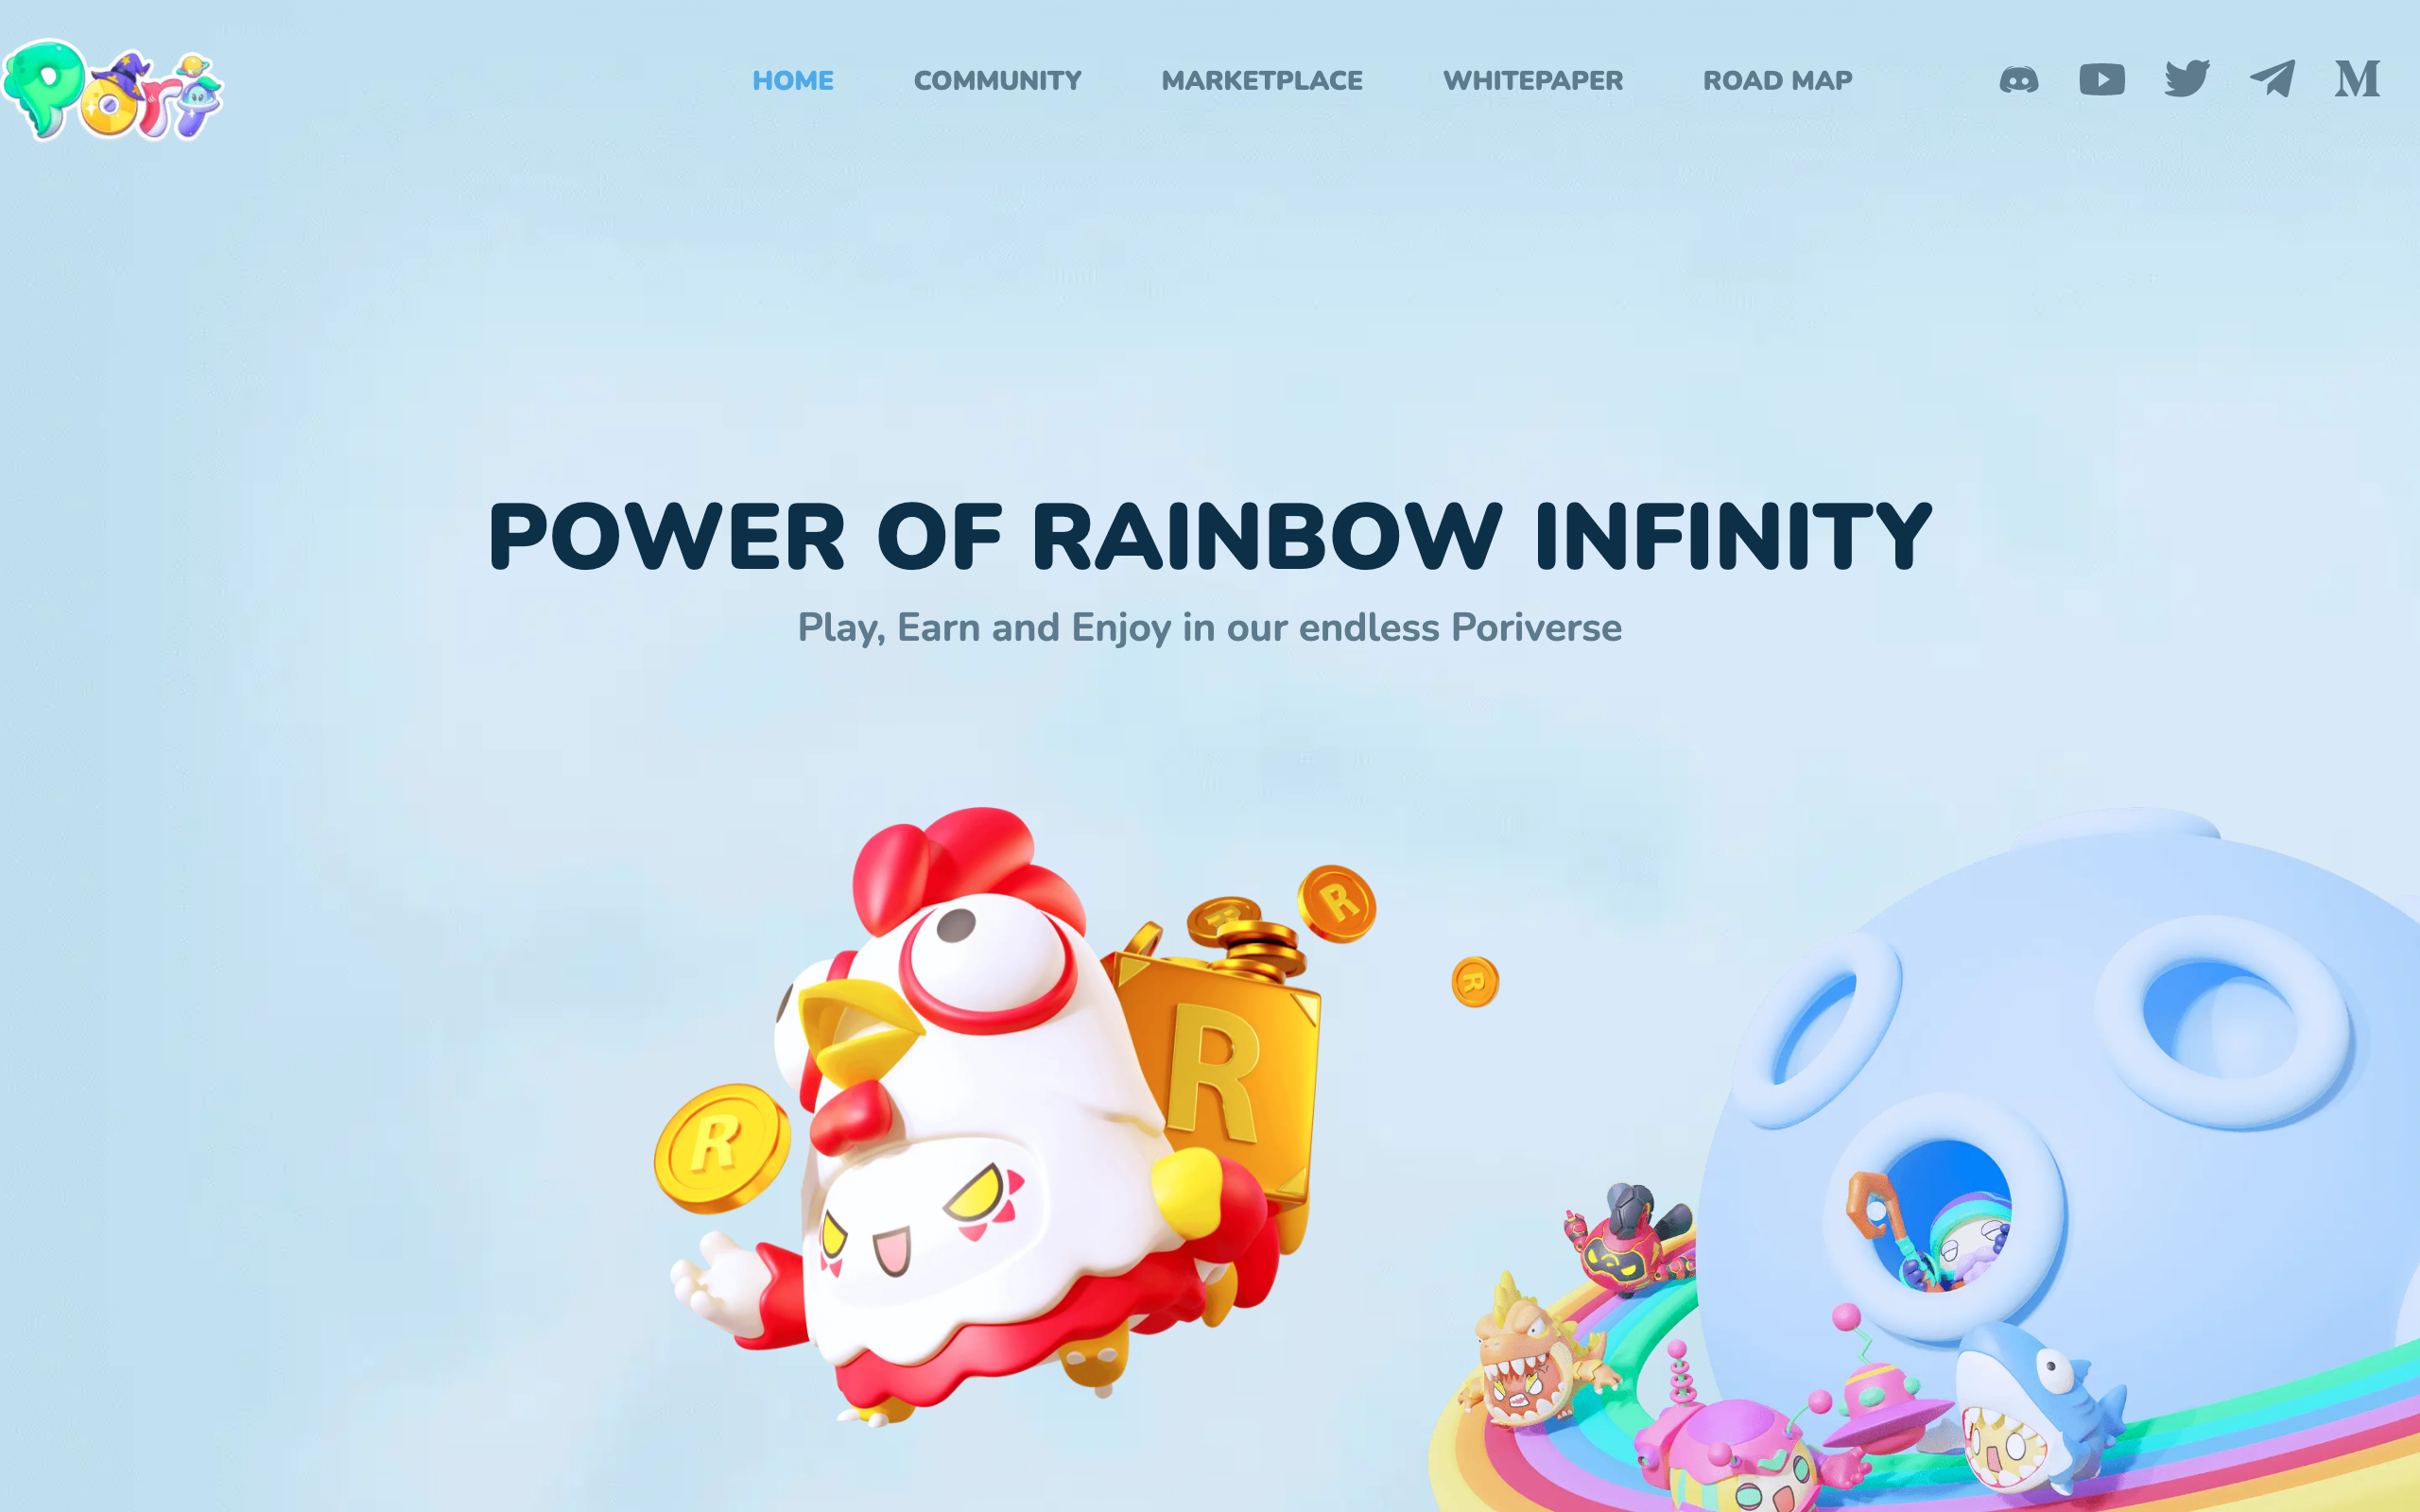 Pori
HOME COMMUNITY MARKETPLACE WHITEPAPER ROAD MAP
POWER OF RAINBOW INFINITY
Play, Earn and Enjoy in our endless Poriverse
R
R
R
R
R